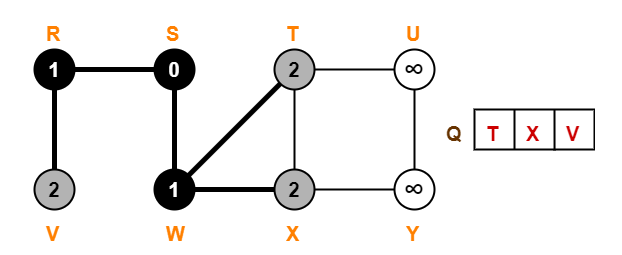 R S T U
1 0 2 ∞
Q T X V
2 1 2 ∞
V W X Y